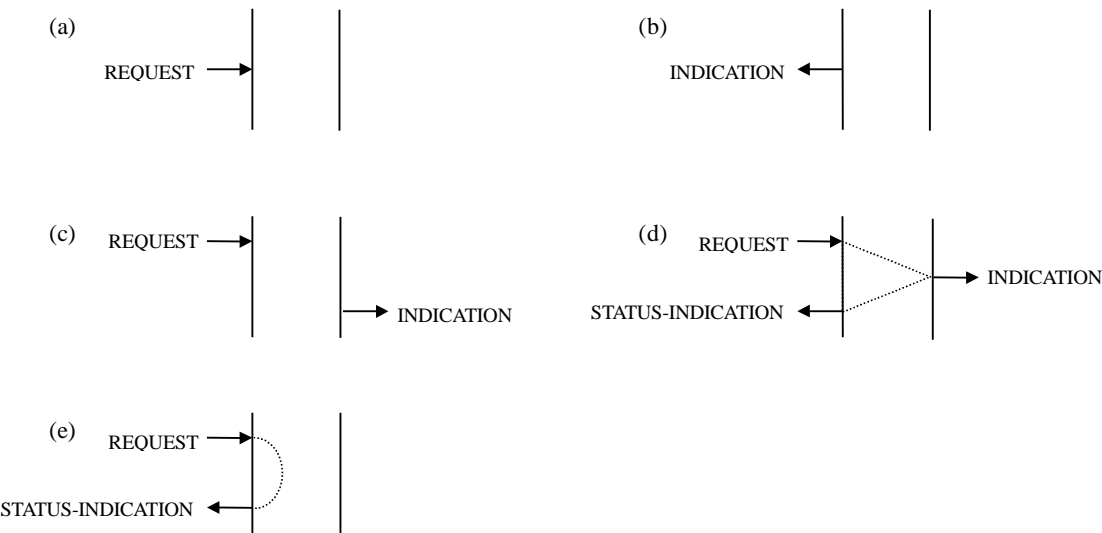 (a)
REQUEST
(b)
INDICATION
(c)
REQUEST
INDICATION
(d)
REQUEST
INDICATION
STATUS-INDICATION
(e)
REQUEST
STATUS-INDICATION